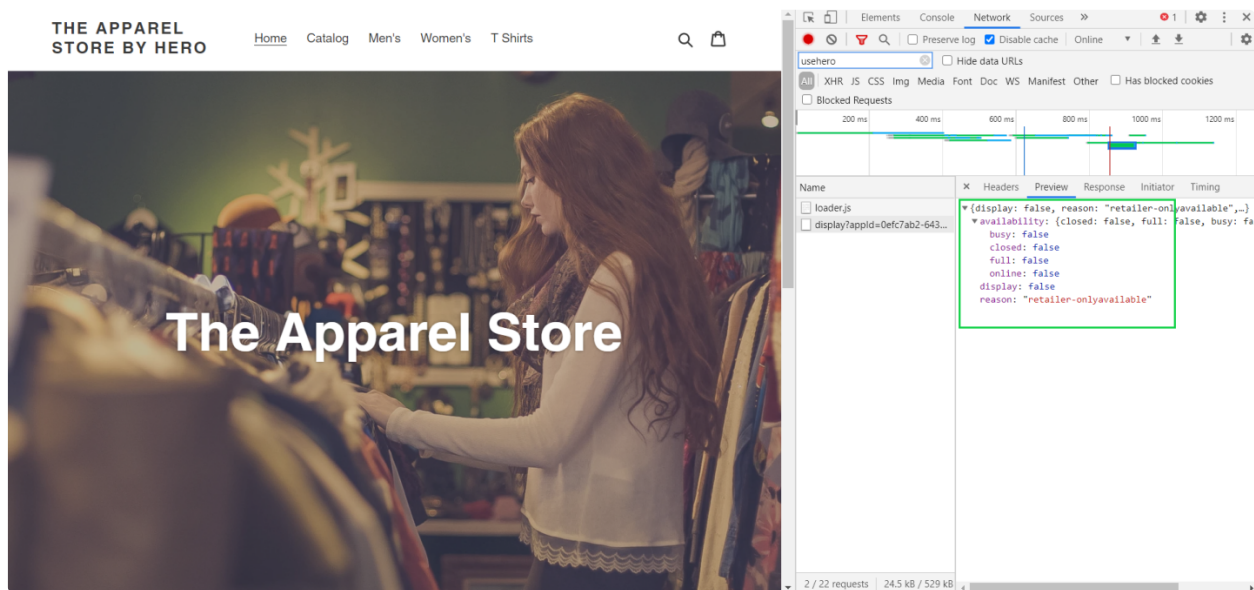 THE APPAREL
STORE BY HERO
Home Catalog Men's Women's T Shirts
The Apparel Store
Elements Console Network Sources » 1
Preserve log Disable cache Online
usehero Hide data URLs
All XHR JS CSS Img Media Font Doc WS Manifest Other Has blocked cookies
Blocked Requests
200 ms 400 ms 600 ms 800 ms 1000 ms 1200 ms
Name
loader.js
display?appId=0efc7ab2-643...
2 / 22 requests 24.5 kB / 529 kB
× Headers Preview Response Initiator Timing
{display: false, reason: "retailer-onlyavailable",…}
availability: {closed: false, full: false, busy: fa
busy: false
closed: false
full: false
online: false
display: false
reason: "retailer-onlyavailable"